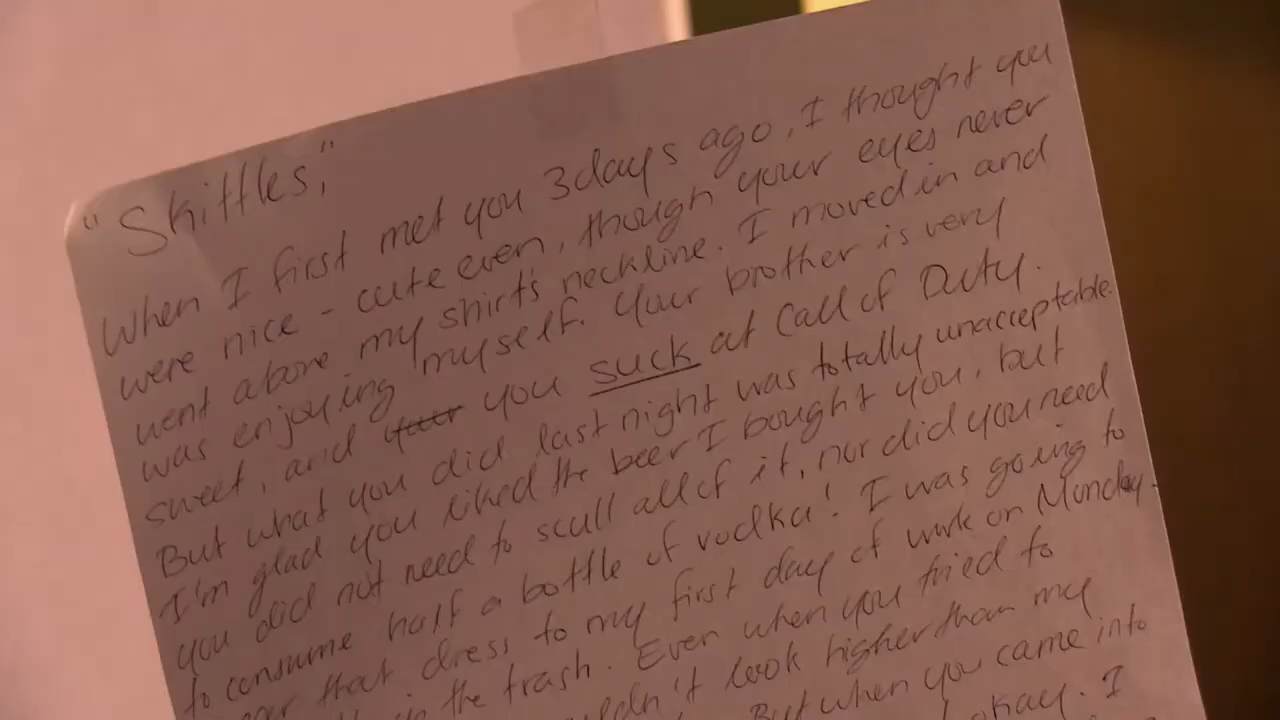 "Skittles,"
When I first met you 3 days ago, I thought you
were nice - cute even, though your eyes never
went above my shirt's neckline. I moved in and
was enjoying myself. Your brother is very
sweet, and you suck at Call of Duty.
But what you did last night was totally unacceptable.
I'm glad you liked the beer I bought you, but
you did not need to scull all of it, nor did you need
to consume half a bottle of vodka! I was going to
that dress to my first day of work on Monday -
in the trash. Even when you tried to
look higher than my
But when you came into
okay. I